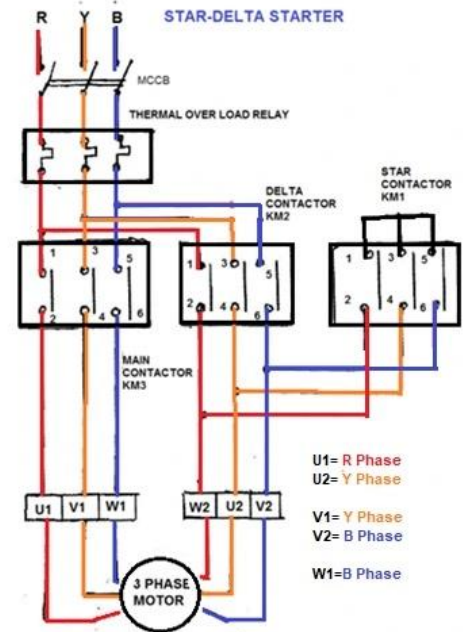 R Y B STAR-DELTA STARTER
MCCB
THERMAL OVER LOAD RELAY
STAR
CONTACTOR
KM1
DELTA
CONTACTOR
KM2
1 3 5
1 3 5
1 3 5
2 4 6
2 4 6
2 4 6
MAIN
CONTACTOR
KM3
U1= R Phase
U2= Y Phase
V1= Y Phase
V2= B Phase
W1=B Phase
U1 V1 W1
W2 U2 V2
3 PHASE
MOTOR